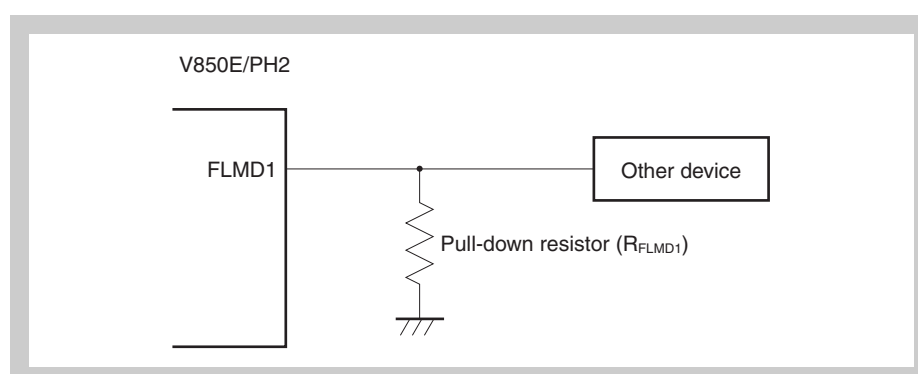 V850E/PH2
FLMD1
Other device
Pull-down resistor (RFLMD1)